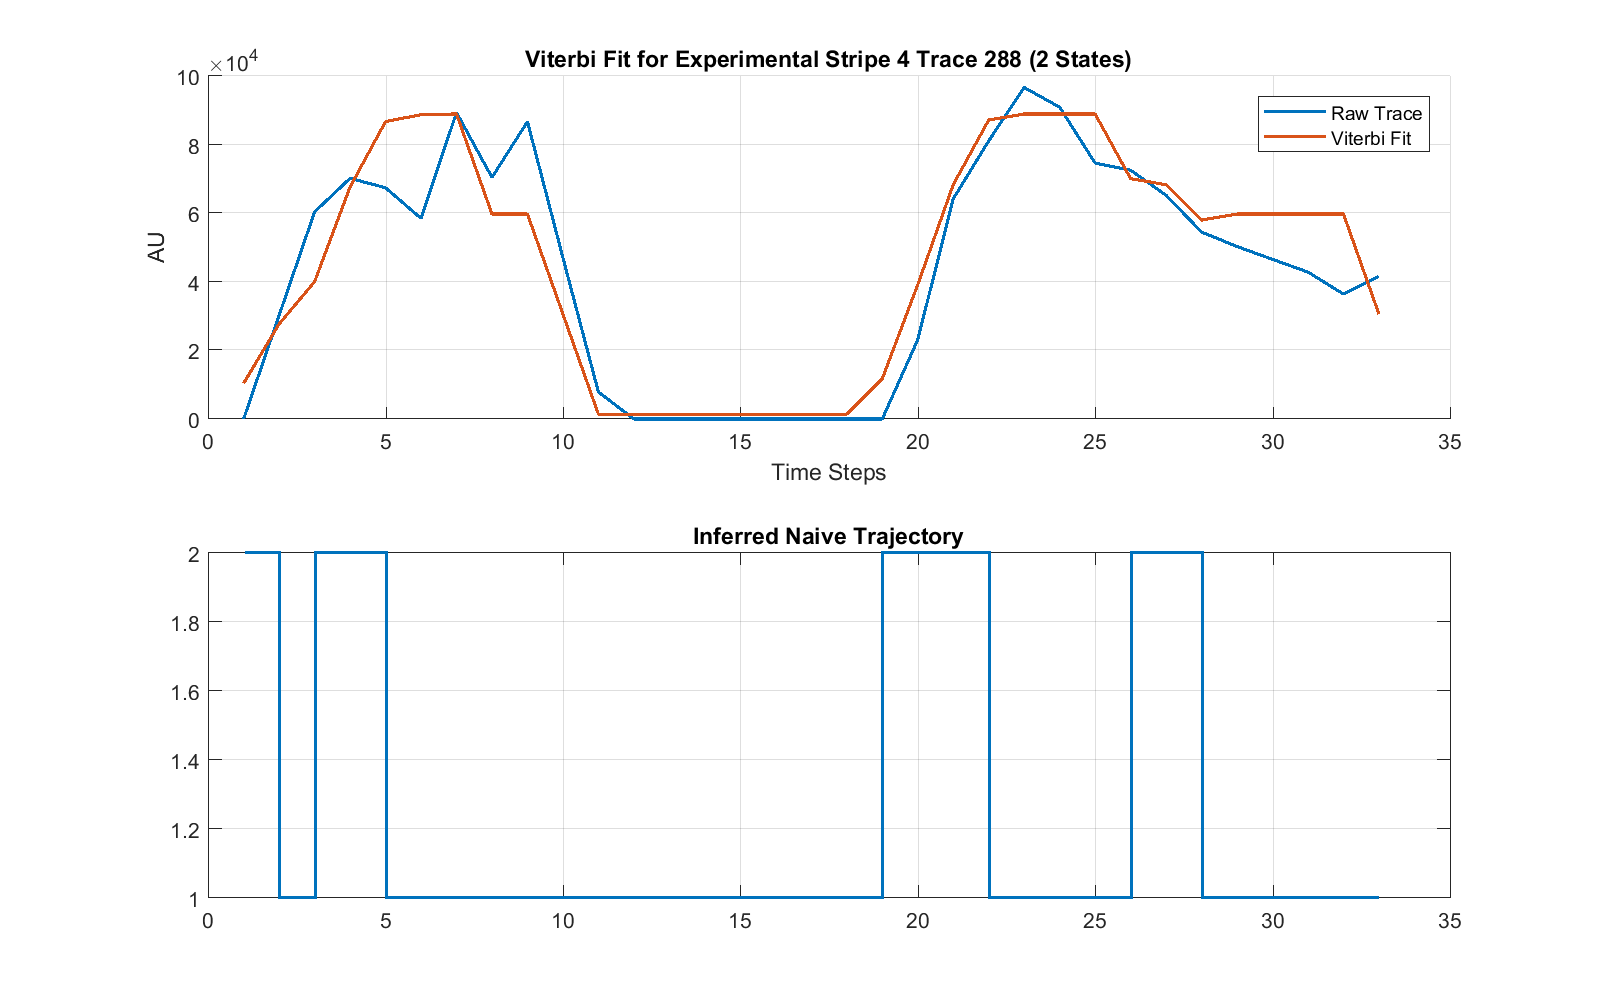 Viterbi Fit for Experimental Stripe 4 Trace 288 (2 States)
×10^4
10
8
6
4
2
0
AU
Raw Trace
Viterbi Fit
0 5 10 15 20 25 30 35
Time Steps
Inferred Naive Trajectory
2
1.8
1.6
1.4
1.2
1
0 5 10 15 20 25 30 35